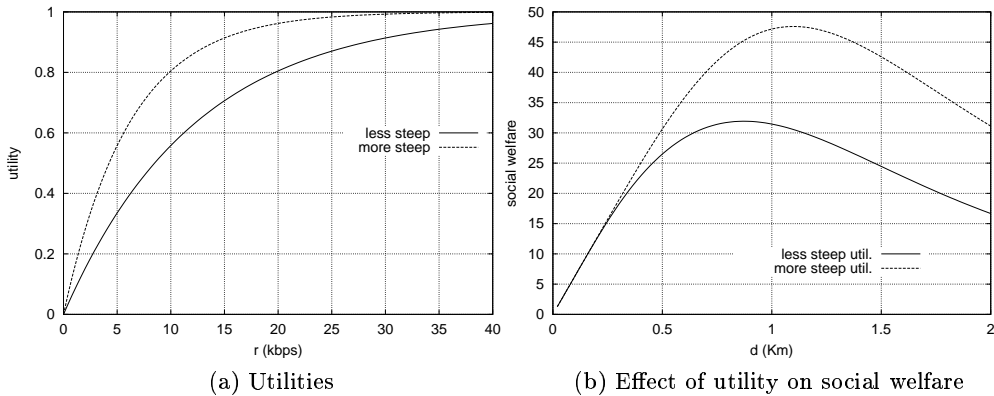 1
0.8
0.6
0.4
0.2
0
utility
less steep
more steep
0 5 10 15 20 25 30 35 40
r (kbps)
(a) Utilities
50
45
40
35
30
25
20
15
10
5
0
social welfare
less steep util.
more steep util.
0 0.5 1 1.5 2
d (Km)
(b) Effect of utility on social welfare